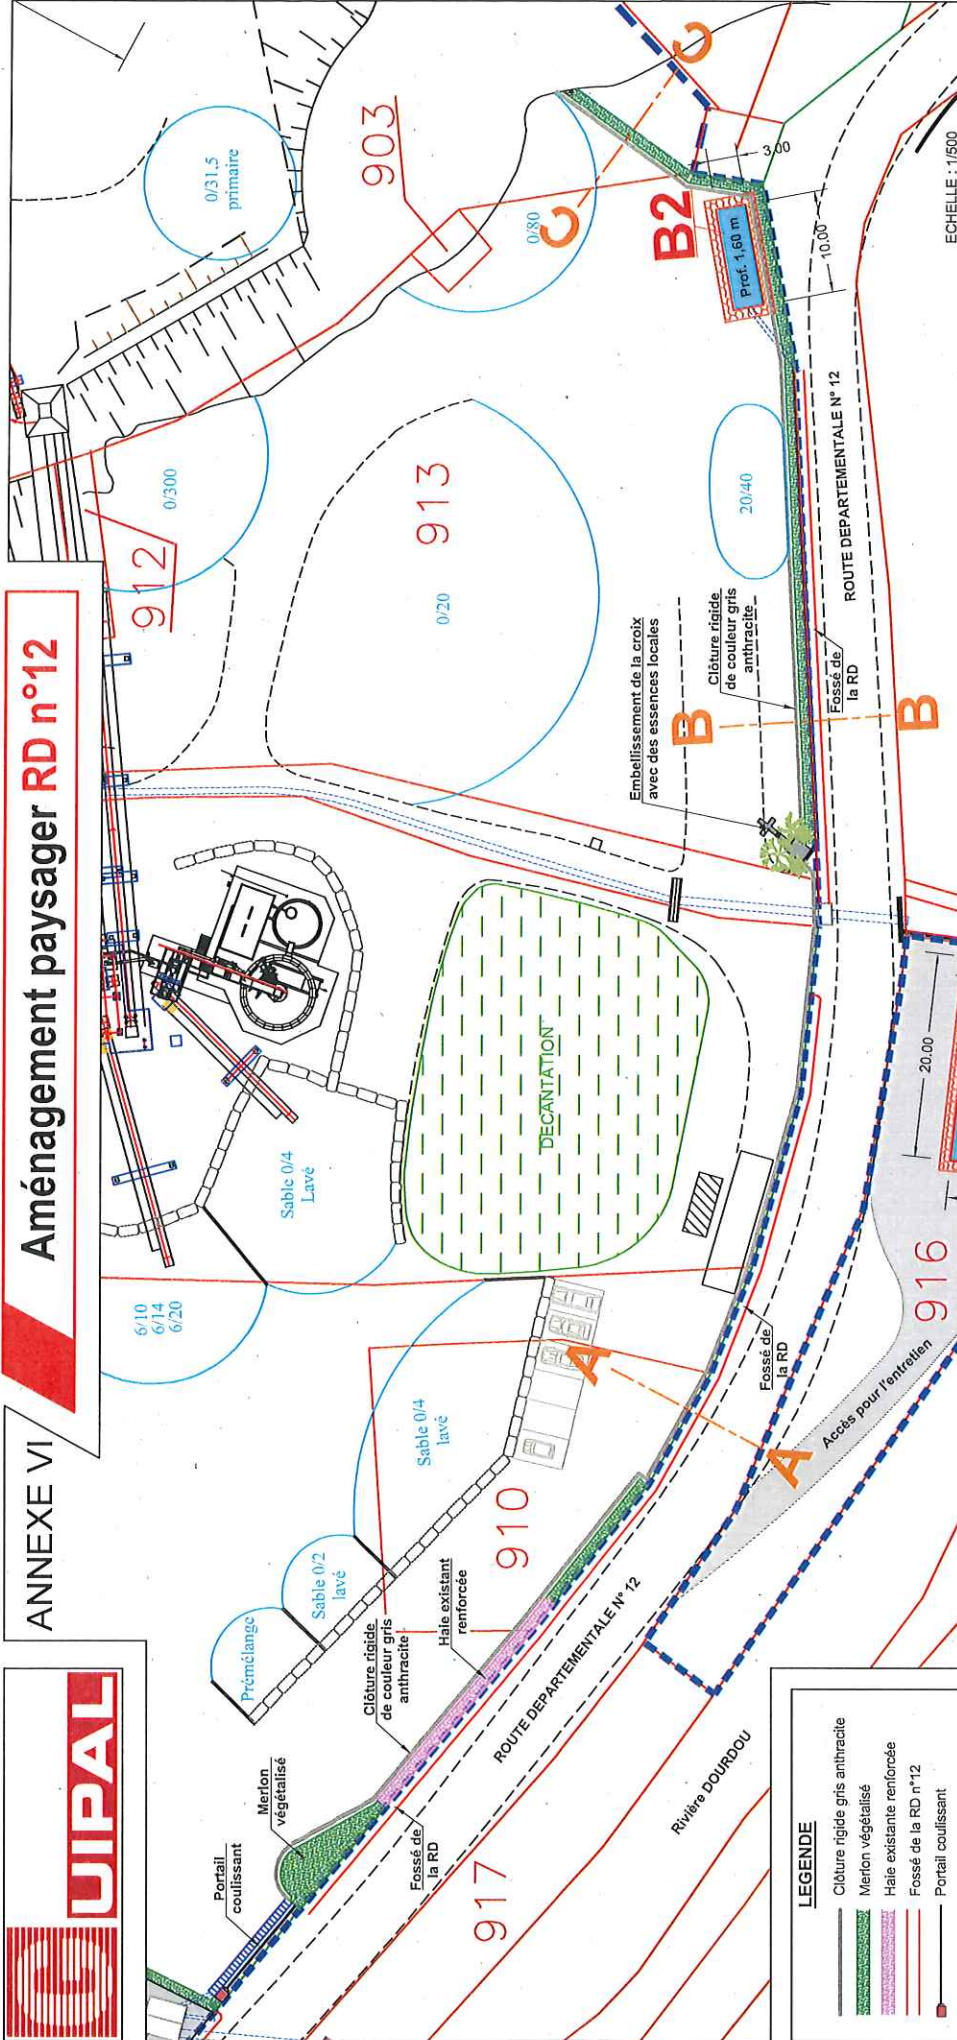 GUIPAL
ANNEXE VI
Aménagement paysager RD n°12
0/31.5
primaire
903
0/80
C
C
B2
Prof. 1,60 m
3.00
10.00
ECHELLE : 1/500
912
0/300
913
0/20
20/40
ROUTE DEPARTEMENTALE N° 12
Embellissement de la croix
avec des essences locales
Clôture rigide
de couleur gris
anthracite
Fossé de
la RD
B
B
DECANTATION
20.00
6/10
6/14
6/20
Sable 0/4
Lavé
Sable 0/4
lavé
Sable 0/2
lavé
Prémélange
910
A
A
Fossé de
la RD
916
Accès pour l'entretien
Haie existant
renforcée
Clôture rigide
de couleur gris
anthracite
Merlon
végétalisé
Portail
coulissant
Fossé de
la RD
ROUTE DEPARTEMENTALE N° 12
917
Rivière DOURDOU
LEGENDE
Clôture rigide gris anthracite
Merlon végétalisé
Haie existante renforcée
Fossé de la RD n°12
Portail coulissant